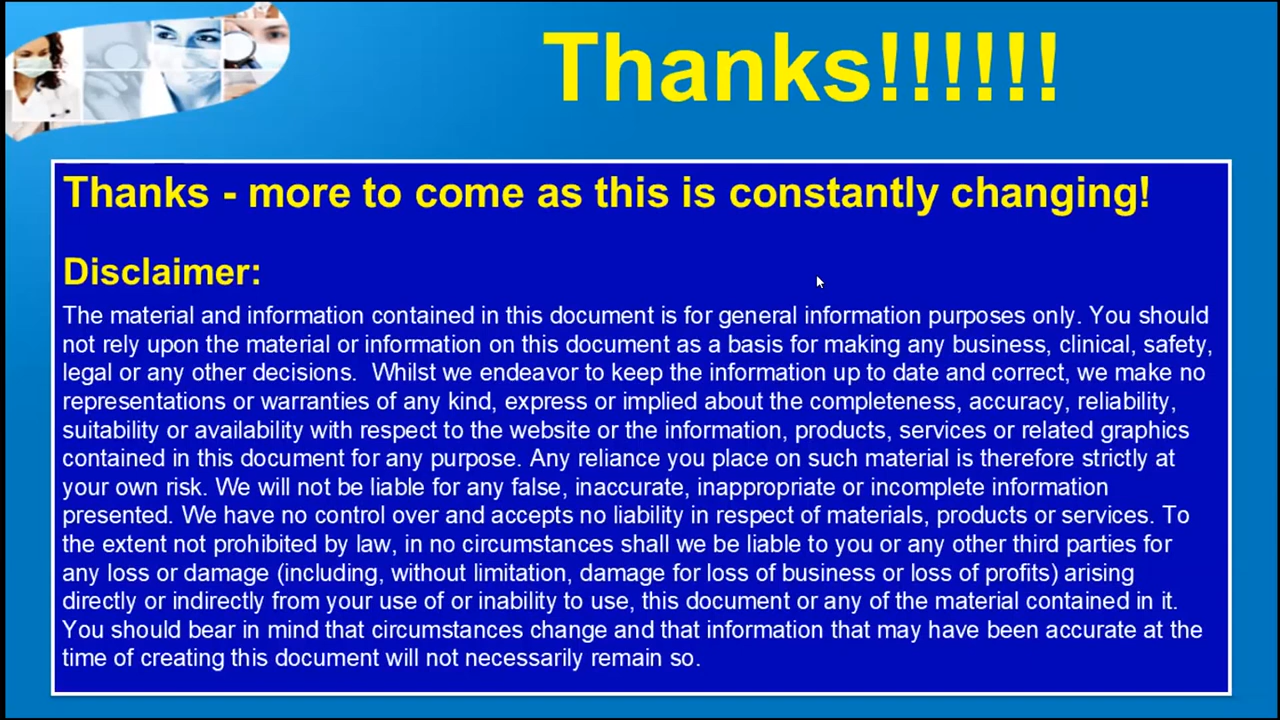 Thanks!!!!!!
Thanks - more to come as this is constantly changing!
Disclaimer:
The material and information contained in this document is for general information purposes only. You should
not rely upon the material or information on this document as a basis for making any business, clinical, safety,
legal or any other decisions.  Whilst we endeavor to keep the information up to date and correct, we make no
representations or warranties of any kind, express or implied about the completeness, accuracy, reliability,
suitability or availability with respect to the website or the information, products, services or related graphics
contained in this document for any purpose. Any reliance you place on such material is therefore strictly at
your own risk. We will not be liable for any false, inaccurate, inappropriate or incomplete information
presented. We have no control over and accepts no liability in respect of materials, products or services. To
the extent not prohibited by law, in no circumstances shall we be liable to you or any other third parties for
any loss or damage (including, without limitation, damage for loss of business or loss of profits) arising
directly or indirectly from your use of or inability to use, this document or any of the material contained in it.
You should bear in mind that circumstances change and that information that may have been accurate at the
time of creating this document will not necessarily remain so.